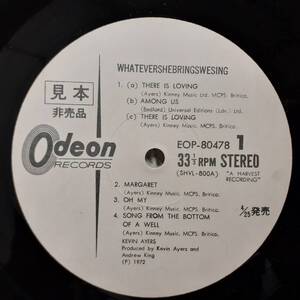 WHATEVERSHEBRINGSWESING
見本
非売品
1. (a) THERE IS LOVING
(Ayers) Kinney Music Ltd. MCPS. Britico.
(b) AMONG US
(Bedford) Universal Editions (Ldn.) Ltd.
(c) THERE IS LOVING
(Ayers) Kinney Music. MCPS. Britico.
Odeon
RECORDS
EOP-80478 1
33⅓ RPM STEREO
(SHVL-800A) "A HARVEST
RECORDING"
2. MARGARET
(Ayers) Kinney Music. MCPS. Britico.
3. OH MY
(Ayers) Kinney Music. MCPS. Britico.
4. SONG FROM THE BOTTOM
OF A WELL
(Ayers) Kinney Music. MCPS. Britico.
4/25発売
KEVIN AYERS
Produced by Kevin Ayers and
Andrew King
(P) 1972